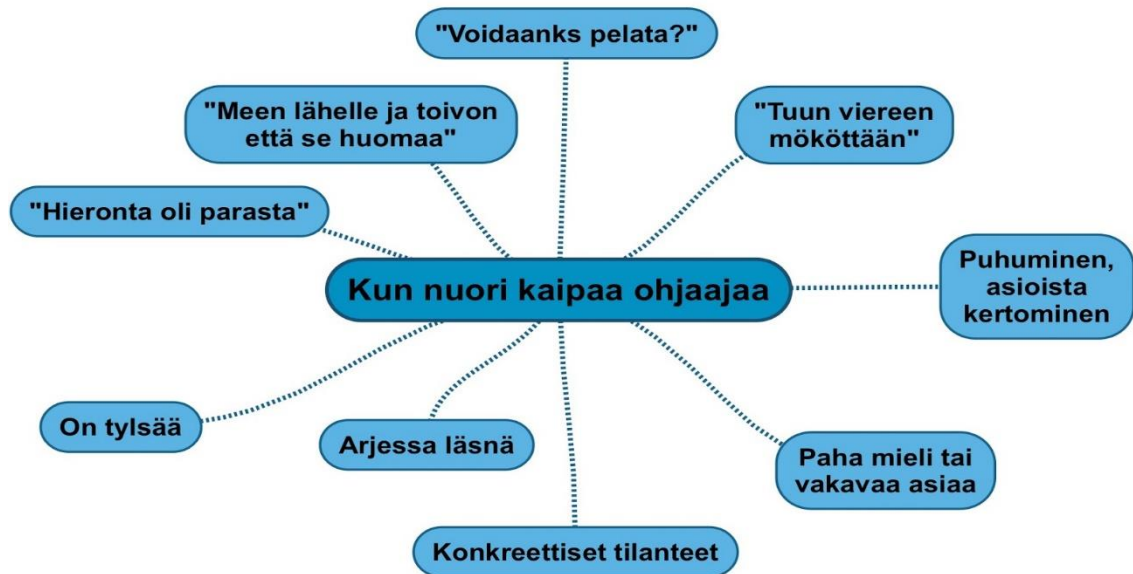 "Voidaanks pelata?"
"Meen lähelle ja toivon
että se huomaa"
"Tuun viereen
mököttään"
"Hieronta oli parasta"
Kun nuori kaipaa ohjaajaa
Puhuminen,
asioista
kertominen
On tylsää
Arjessa läsnä
Paha mieli tai
vakavaa asiaa
Konkreettiset tilanteet